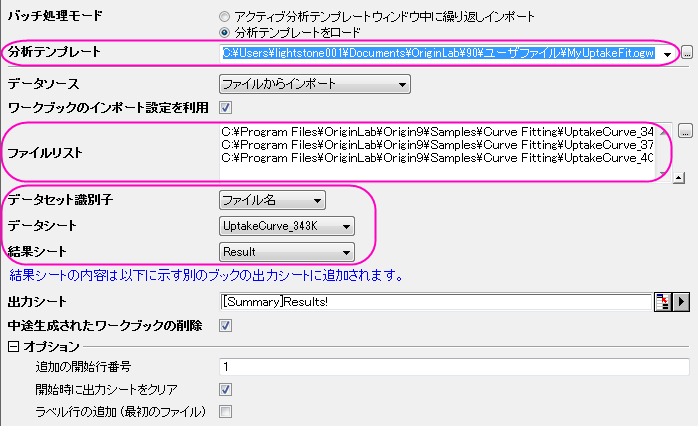 バッチ処理モード
アクティブ分析テンプレートウィンドウ中に繰り返しインポート
分析テンプレートをロード
分析テンプレート C:¥Users¥lightstone001¥Documents¥OriginLab¥90¥ユーザファイル¥MyUptakeFit.ogw ...
データソース ファイルからインポート
ワークブックのインポート設定を利用
ファイルリスト
C:¥Program Files¥OriginLab¥Origin9¥Samples¥Curve Fitting¥UptakeCurve_34 ...
C:¥Program Files¥OriginLab¥Origin9¥Samples¥Curve Fitting¥UptakeCurve_37
C:¥Program Files¥OriginLab¥Origin9¥Samples¥Curve Fitting¥UptakeCurve_40
データセット識別子 ファイル名
データシート UptakeCurve_343K
結果シート Result
結果シートの内容は以下に示す別のブックの出力シートに追加されます。
出力シート [Summary]Results!
中途生成されたワークブックの削除
オプション
追加の開始行番号 1
開始時に出力シートをクリア
ラベル行の追加(最初のファイル)